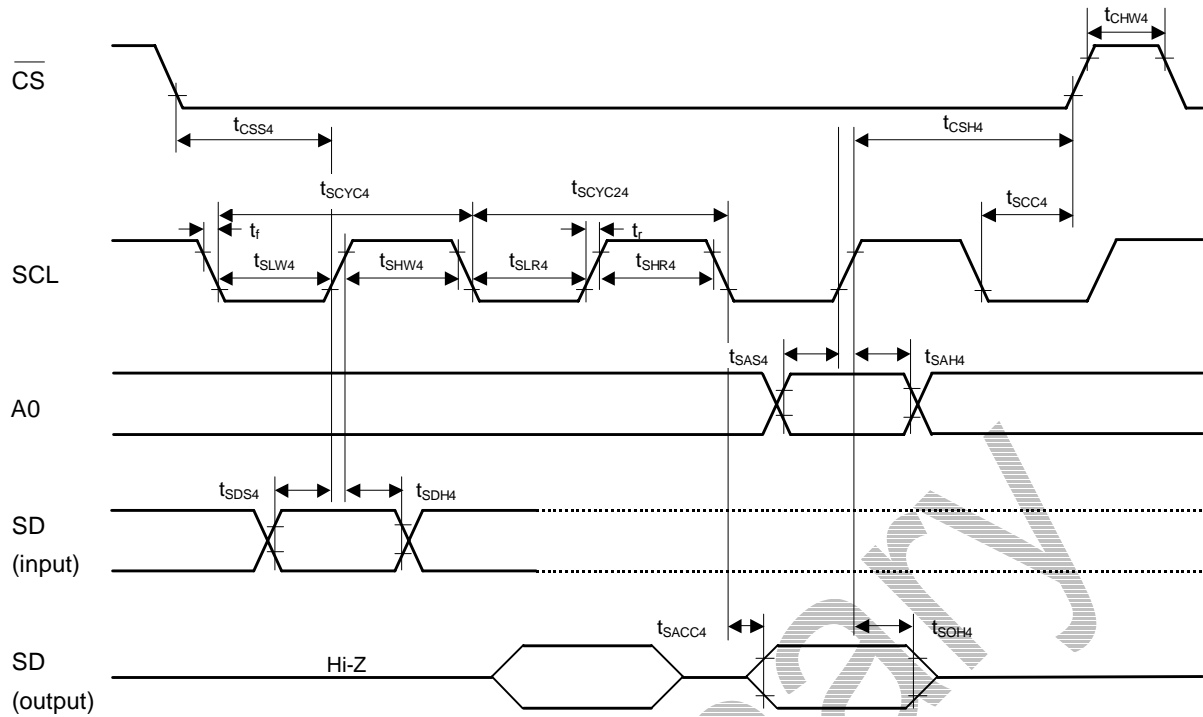 tCHW4
CS
tCSS4
tCSH4
tSCYC4
tSCYC24
tSCC4
tf
tr
SCL
tSLW4
tSHW4
tSLR4
tSHR4
tSAS4
tSAH4
A0
tSDS4
tSDH4
SD
(input)
tSACC4
tSOH4
SD
(output)
Hi-Z
ary